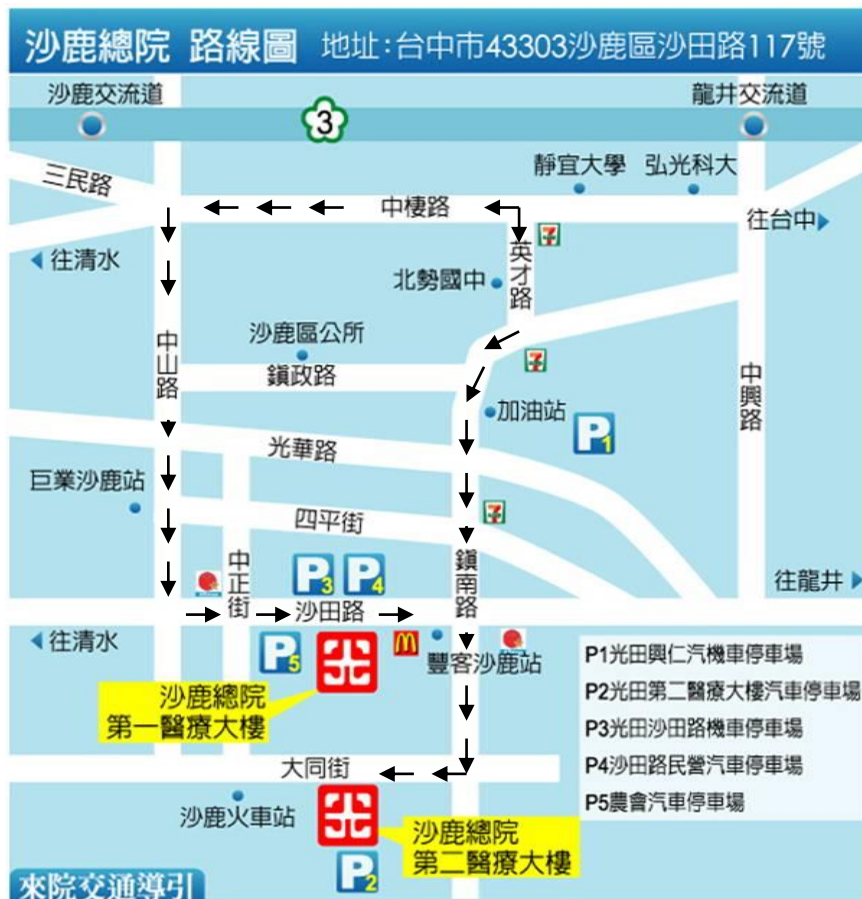 沙鹿總院 路線圖 地址:台中市43303沙鹿區沙田路117號
沙鹿交流道
龍井交流道
3
三民路
靜宜大學
弘光科大
中棲路
往台中
7
往清水
英才路
北勢國中
沙鹿區公所
中山路
鎮政路
7
中興路
加油站
P1
光華路
巨業沙鹿站
四平街
7
中正街
P3
P4
鎮南路
往龍井
沙田路
往清水
P5
豐客沙鹿站
沙鹿總院
第一醫療大樓
P1光田興仁汽機車停車場
P2光田第二醫療大樓汽車停車場
P3光田沙田路機車停車場
P4沙田路民營汽車停車場
P5農會汽車停車場
大同街
沙鹿火車站
沙鹿總院
第二醫療大樓
P2
來院交通導引